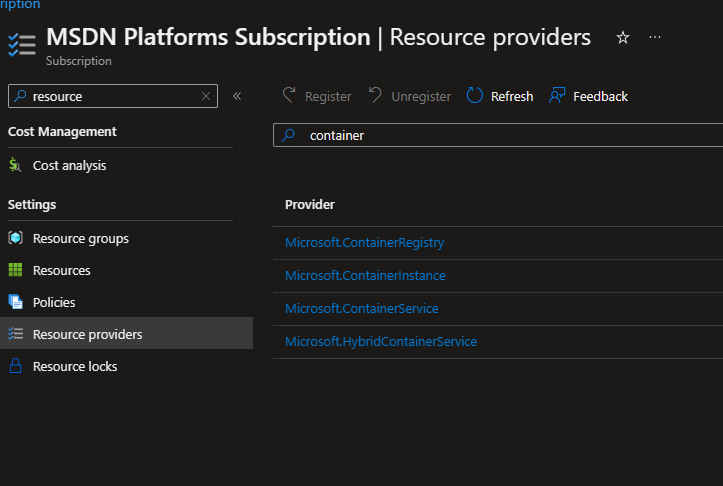 ription
MSDN Platforms Subscription | Resource providers
Subscription
resource
Register
Unregister
Refresh
Feedback
Cost Management
container
Cost analysis
Settings
Provider
Resource groups
Microsoft.ContainerRegistry
Resources
Microsoft.ContainerInstance
Policies
Microsoft.ContainerService
Resource providers
Microsoft.HybridContainerService
Resource locks